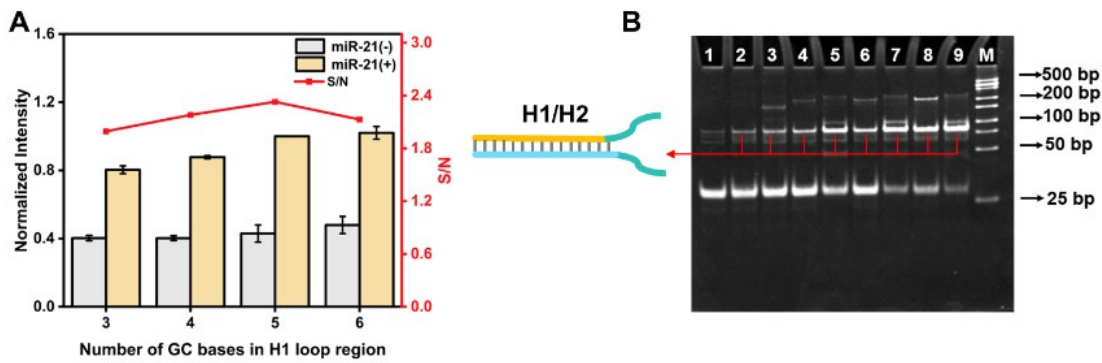 A
Normalized Intensity
1.6
1.2
0.8
0.4
0.0
miR-21(-)
miR-21(+)
S/N
3.0
2.4
1.8
1.2
0.6
0.0
S/N
3 4 5 6
Number of GC bases in H1 loop region
H1/H2
B
1 2 3 4 5 6 7 8 9 M
500 bp
200 bp
100 bp
50 bp
25 bp